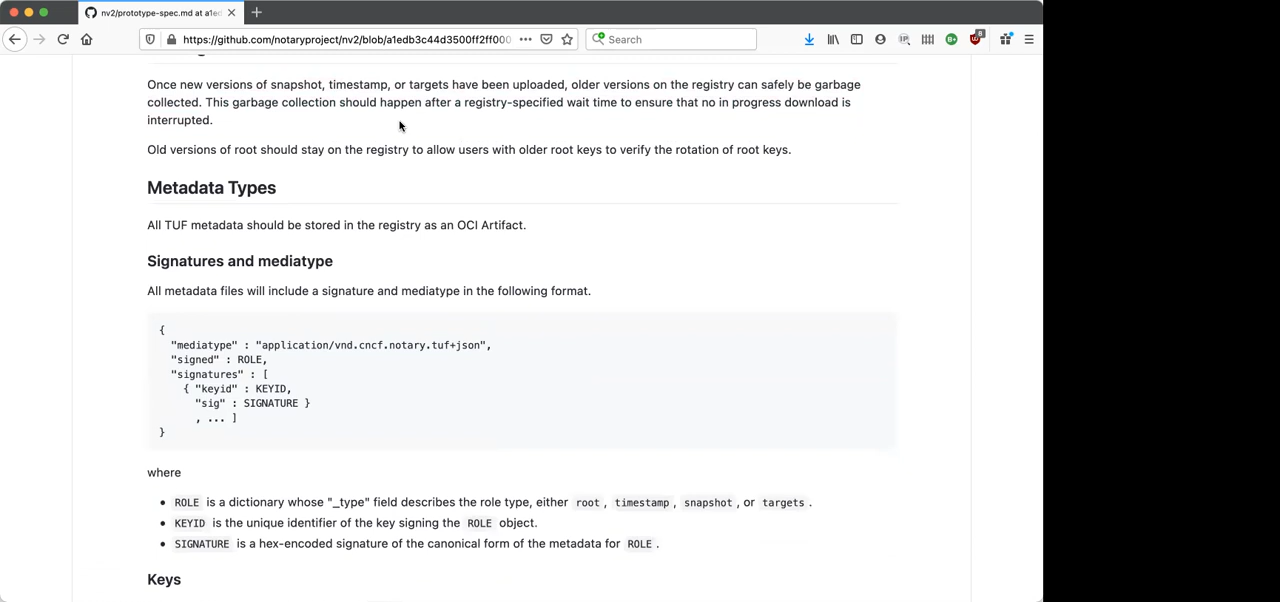 nv2/prototype-spec.md at a1ed
https://github.com/notaryproject/nv2/blob/a1edb3c44d3500ff2ff000
Search
8
Once new versions of snapshot, timestamp, or targets have been uploaded, older versions on the registry can safely be garbage
collected. This garbage collection should happen after a registry-specified wait time to ensure that no in progress download is
interrupted.
Old versions of root should stay on the registry to allow users with older root keys to verify the rotation of root keys.
Metadata Types
All TUF metadata should be stored in the registry as an OCI Artifact.
Signatures and mediatype
All metadata files will include a signature and mediatype in the following format.
{
"mediatype" : "application/vnd.cncf.notary.tuf+json",
"signed" : ROLE,
"signatures" : [
{ "keyid" : KEYID,
"sig" : SIGNATURE }
, ... ]
}
where
• ROLE is a dictionary whose "_type" field describes the role type, either root , timestamp , snapshot , or targets .
• KEYID is the unique identifier of the key signing the ROLE object.
• SIGNATURE is a hex-encoded signature of the canonical form of the metadata for ROLE .
Keys